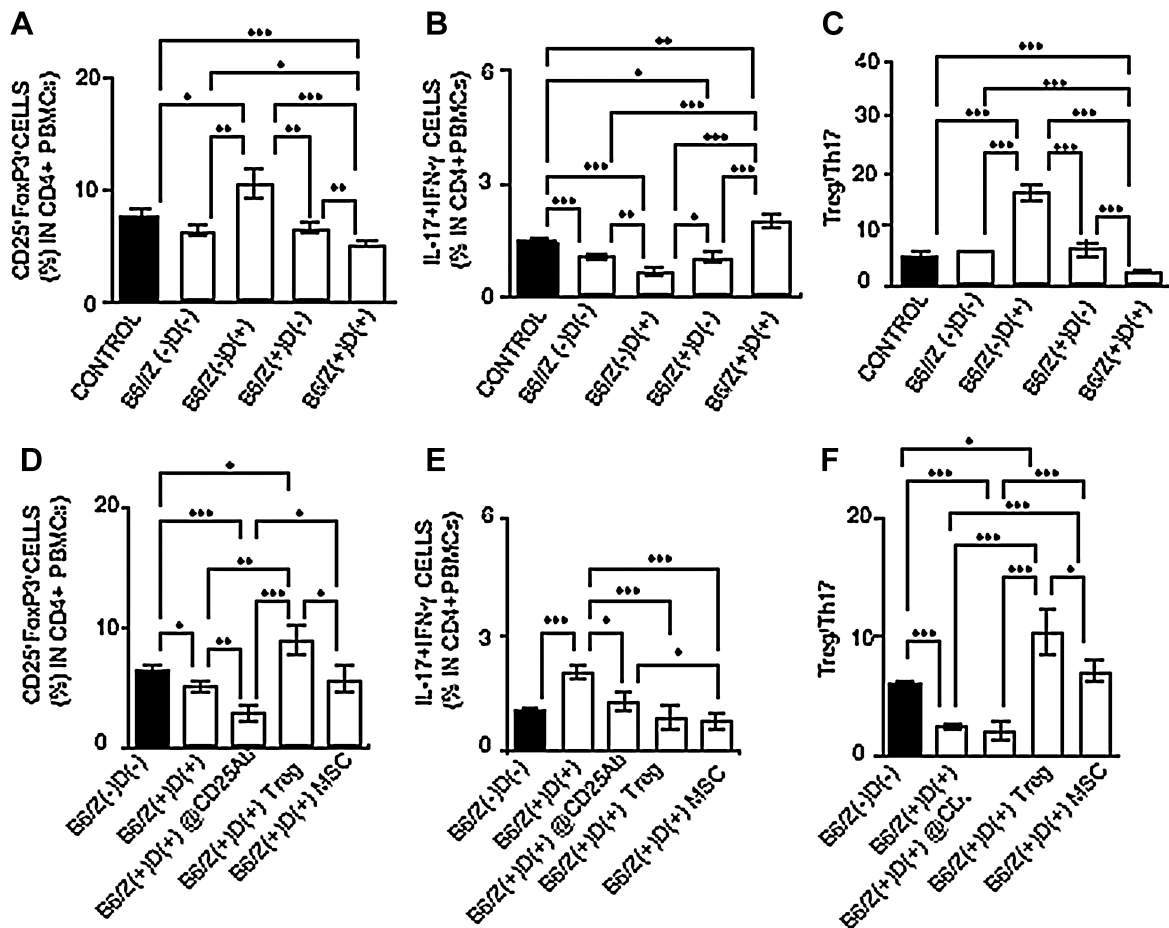 A
CD25+FoxP3+CELLS
{%} IN CD4+ PBMCs}
20
10
0
CONTROL
B6//Z (-)D(-)
B6/Z(-)D(+)
B6/Z(+)D(-)
B6/Z(+)D(+)
B
IL-17+IFN-γ CELLS
{% IN CD4+PBMCs}
6
3
0
CONTROL
B6//Z (-)D(-)
B6/Z(-)D(+)
B6/Z(+)D(-)
B6/Z(+)D(+)
C
Treg/Th17
40
30
20
10
0
CONTROL
B6//Z (-)D(-)
B6/Z(-)D(+)
B6/Z(+)D(-)
B6/Z(+)D(+)
D
CD25+FoxP3+CELLS
{%} IN CD4+ PBMCs}
20
10
0
B6/Z(-)D(-)
B6/Z(+)D(+)
B6/Z(+)D(+) @CD25Ab
B6/Z(+)D(+) Treg
B6/Z(+)D(+) MSC
E
IL-17+IFN-γ CELLS
{% IN CD4+PBMCs}
6
3
0
B6/Z(-)D(-)
B6/Z(+)D(+)
B6/Z(+)D(+) @CD25Ab
B6/Z(+)D(+) Treg
B6/Z(+)D(+) MSC
F
Treg/Th17
20
10
0
B6/Z(-)D(-)
B6/Z(+)D(+)
B6/Z(+)D(+) @CD.
B6/Z(+)D(+) Treg
B6/Z(+)D(+) MSC